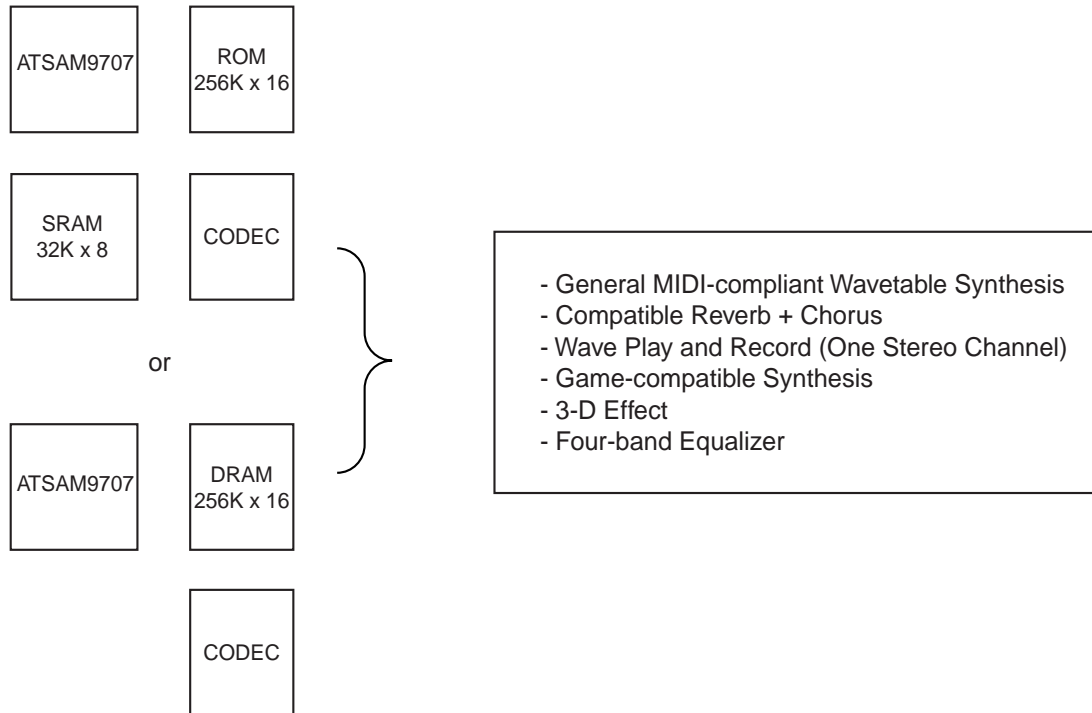 ATSAM9707
ROM
256K x 16
SRAM
32K x 8
CODEC
or
ATSAM9707
DRAM
256K x 16
CODEC
- General MIDI-compliant Wavetable Synthesis
- Compatible Reverb + Chorus
- Wave Play and Record (One Stereo Channel)
- Game-compatible Synthesis
- 3-D Effect
- Four-band Equalizer